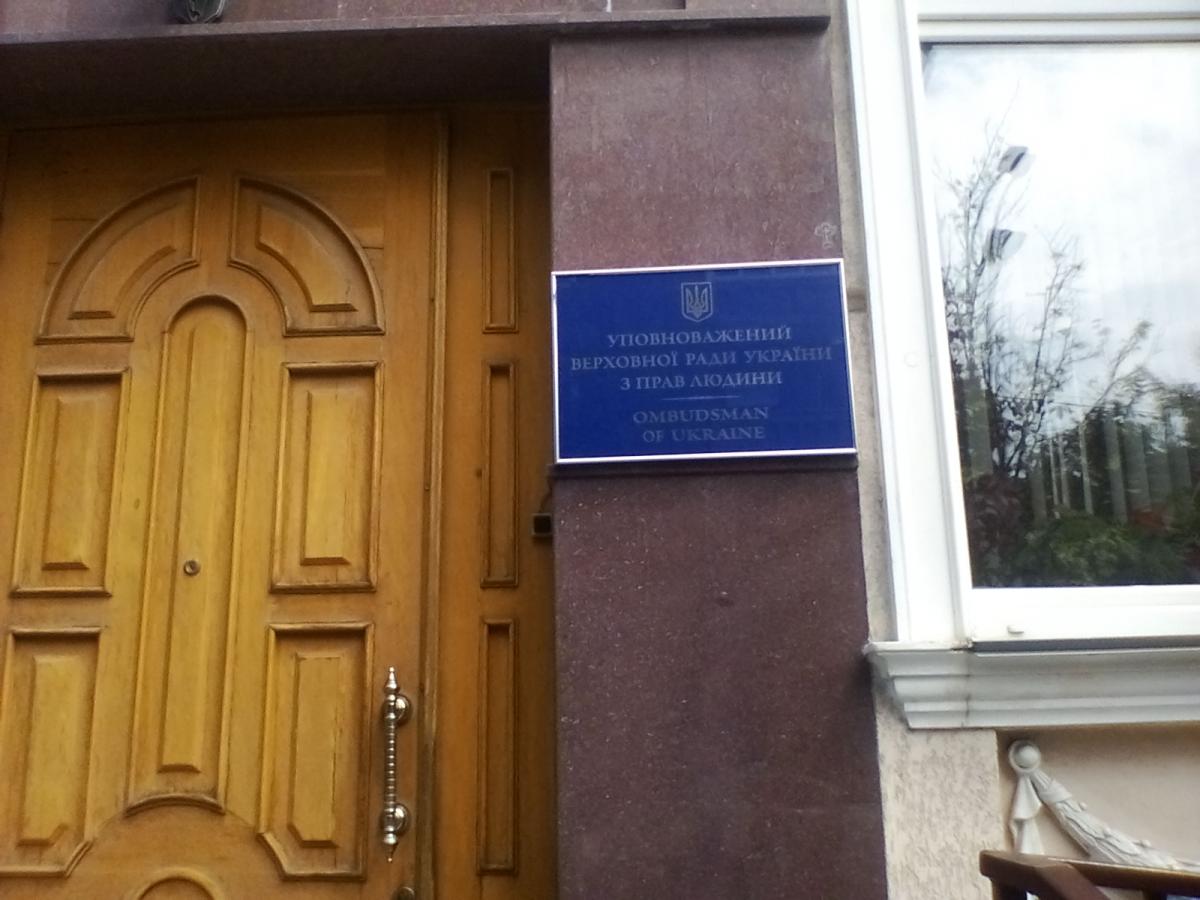 УПОВНОВАЖЕНИЙ
ВЕРХОВНОЇ РАДИ УКРАЇНИ
З ПРАВ ЛЮДИНИ
OMBUDSMAN
OF UKRAINE